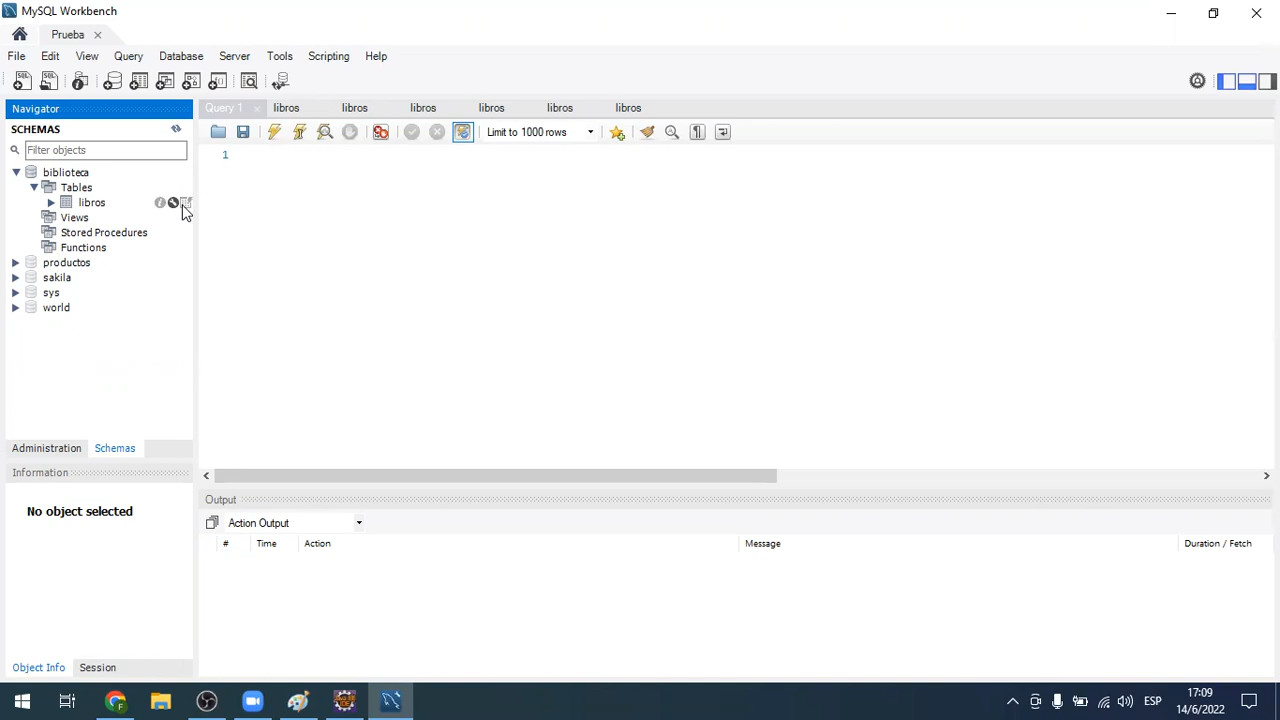 MySQL Workbench
Prueba
File Edit View Query Database Server Tools Scripting Help
Navigator
SCHEMAS
Filter objects
biblioteca
Tables
libros
Views
Stored Procedures
Functions
productos
sakila
sys
world
Administration Schemas
Information
No object selected
Object Info Session
Query 1 libros libros libros libros libros libros
Limit to 1000 rows
1
Output
Action Output
# Time Action Message Duration / Fetch
ESP
17:09
14/6/2022